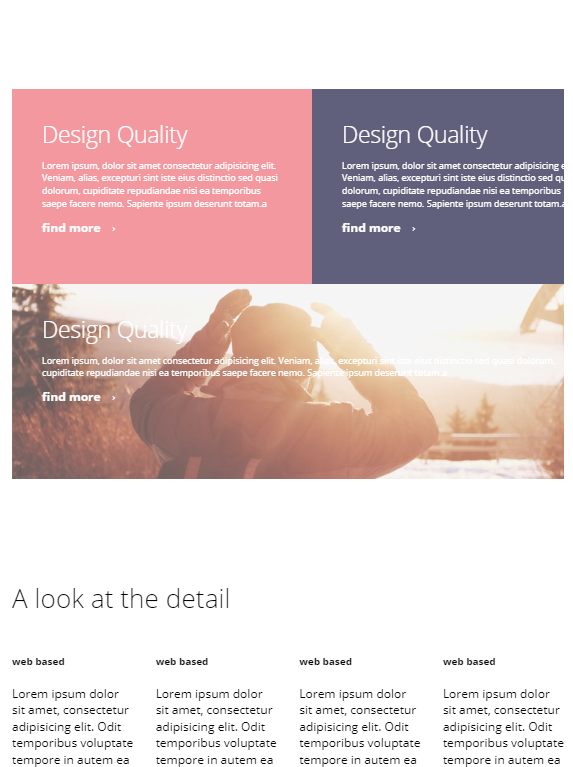 Design Quality
Lorem ipsum, dolor sit amet consectetur adipisicing elit.
Veniam, alias, excepturi sint iste eius distinctio sed quasi
dolorum, cupiditate repudiandae nisi ea temporibus
saepe facere nemo. Sapiente ipsum deserunt totam.a
find more ›
Design Quality
Lorem ipsum, dolor sit amet consectetur adipisicing
Veniam, alias, excepturi sint iste eius distinctio sed
dolorum, cupiditate repudiandae nisi ea temporibus
saepe facere nemo. Sapiente ipsum deserunt totam.a
find more ›
Design Quality
Lorem ipsum, dolor sit amet consectetur adipisicing elit. Veniam, alias, excepturi sint iste eius distinctio sed quasi dolorum,
cupiditate repudiandae nisi ea temporibus saepe facere nemo. Sapiente ipsum deserunt totam.a
find more ›
A look at the detail
web based
Lorem ipsum dolor
sit amet, consectetur
adipisicing elit. Odit
temporibus voluptate
tempore in autem ea
web based
Lorem ipsum dolor
sit amet, consectetur
adipisicing elit. Odit
temporibus voluptate
tempore in autem ea
web based
Lorem ipsum dolor
sit amet, consectetur
adipisicing elit. Odit
temporibus voluptate
tempore in autem ea
web based
Lorem ipsum dolor
sit amet, consectetur
adipisicing elit. Odit
temporibus voluptate
tempore in autem ea